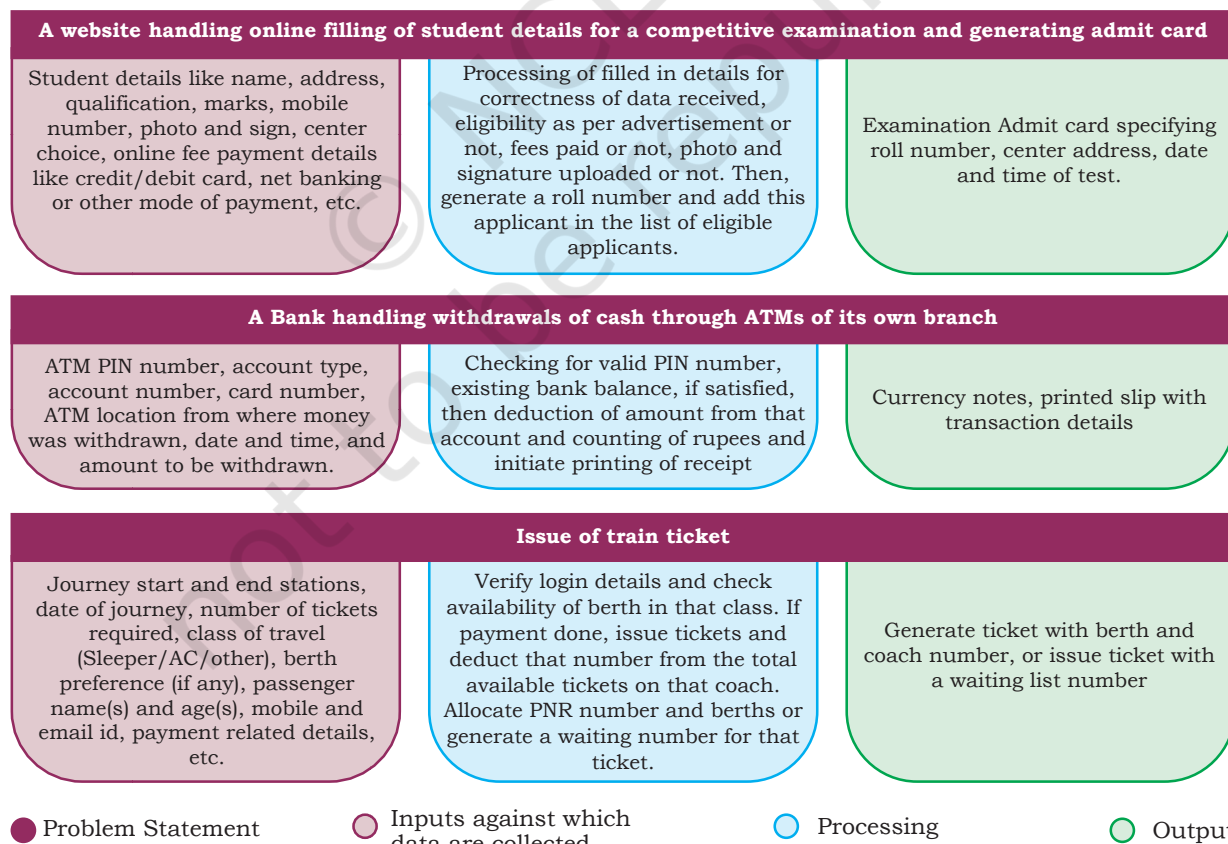 A website handling online filling of student details for a competitive examination and generating admit card
Student details like name, address,
qualification, marks, mobile
number, photo and sign, center
choice, online fee payment details
like credit/debit card, net banking
or other mode of payment, etc.
Processing of filled in details for
correctness of data received,
eligibility as per advertisement or
not, fees paid or not, photo and
signature uploaded or not. Then,
generate a roll number and add this
applicant in the list of eligible
applicants.
Examination Admit card specifying
roll number, center address, date
and time of test.
A Bank handling withdrawals of cash through ATMs of its own branch
ATM PIN number, account type,
account number, card number,
ATM location from where money
was withdrawn, date and time, and
amount to be withdrawn.
Checking for valid PIN number,
existing bank balance, if satisfied,
then deduction of amount from that
account and counting of rupees and
initiate printing of receipt
Currency notes, printed slip with
transaction details
Issue of train ticket
Journey start and end stations,
date of journey, number of tickets
required, class of travel
(Sleeper/AC/other), berth
preference (if any), passenger
name(s) and age(s), mobile and
email id, payment related details,
etc.
Verify login details and check
availability of berth in that class. If
payment done, issue tickets and
deduct that number from the total
available tickets on that coach.
Allocate PNR number and berths or
generate a waiting number for that
ticket.
Generate ticket with berth and
coach number, or issue ticket with
a waiting list number
Problem Statement
Inputs against which
data are collected
Processing
Outpu
© NC
not to be repu